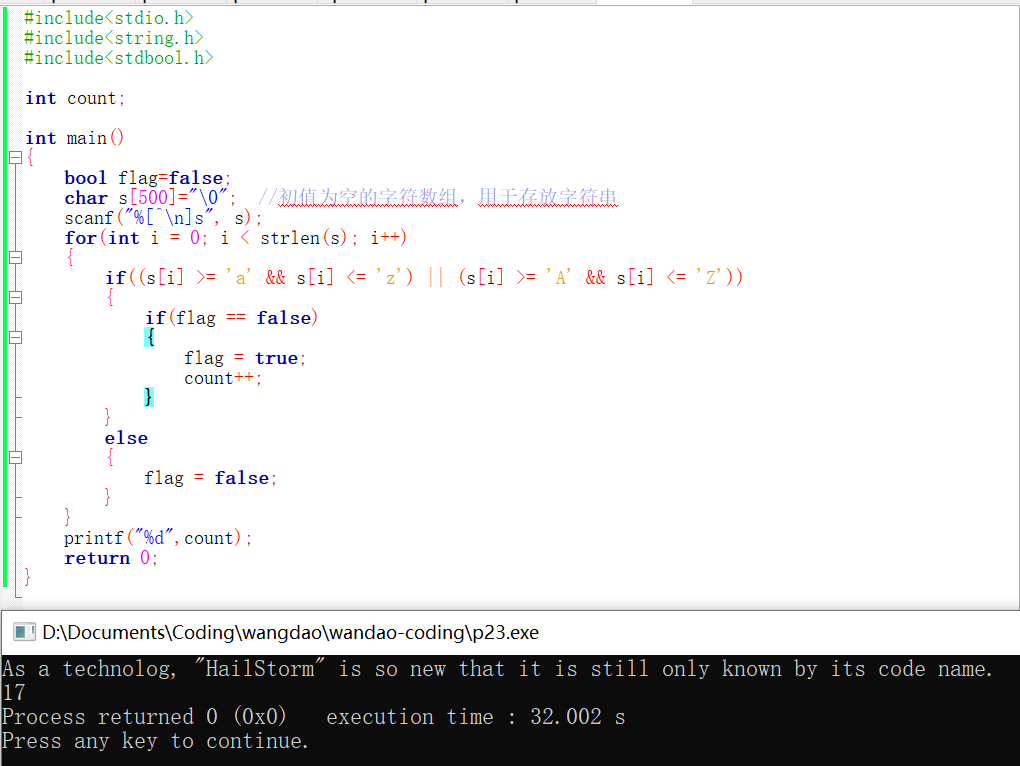 #include<stdio.h>
#include<string.h>
#include<stdbool.h>
int count;
int main()
{
bool flag=false;
char s[500]="\0"; //初值为空的字符数组，用于存放字符串
scanf("%[^\n]s", s);
for(int i = 0; i < strlen(s); i++)
{
if((s[i] >= 'a' && s[i] <= 'z') || (s[i] >= 'A' && s[i] <= 'Z'))
{
if(flag == false)
{
flag = true;
count++;
}
}
else
{
flag = false;
}
}
printf("%d",count);
return 0;
}
D:\Documents\Coding\wangdao\wandao-coding\p23.exe
As a technolog, "HailStorm" is so new that it is still only known by its code name.
17
Process returned 0 (0x0)   execution time : 32.002 s
Press any key to continue.